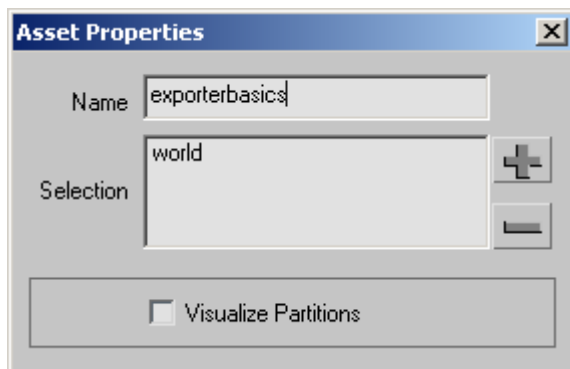 Asset Properties
Name exporterbasics
Selection world
Visualize Partitions